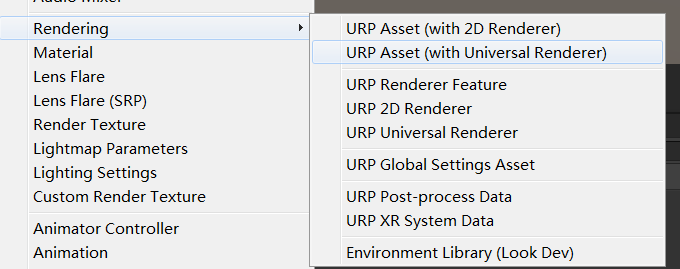 Audio Mixer
Rendering
Material
Lens Flare
Lens Flare (SRP)
Render Texture
Lightmap Parameters
Lighting Settings
Custom Render Texture
Animator Controller
Animation
URP Asset (with 2D Renderer)
URP Asset (with Universal Renderer)
URP Renderer Feature
URP 2D Renderer
URP Universal Renderer
URP Global Settings Asset
URP Post-process Data
URP XR System Data
Environment Library (Look Dev)